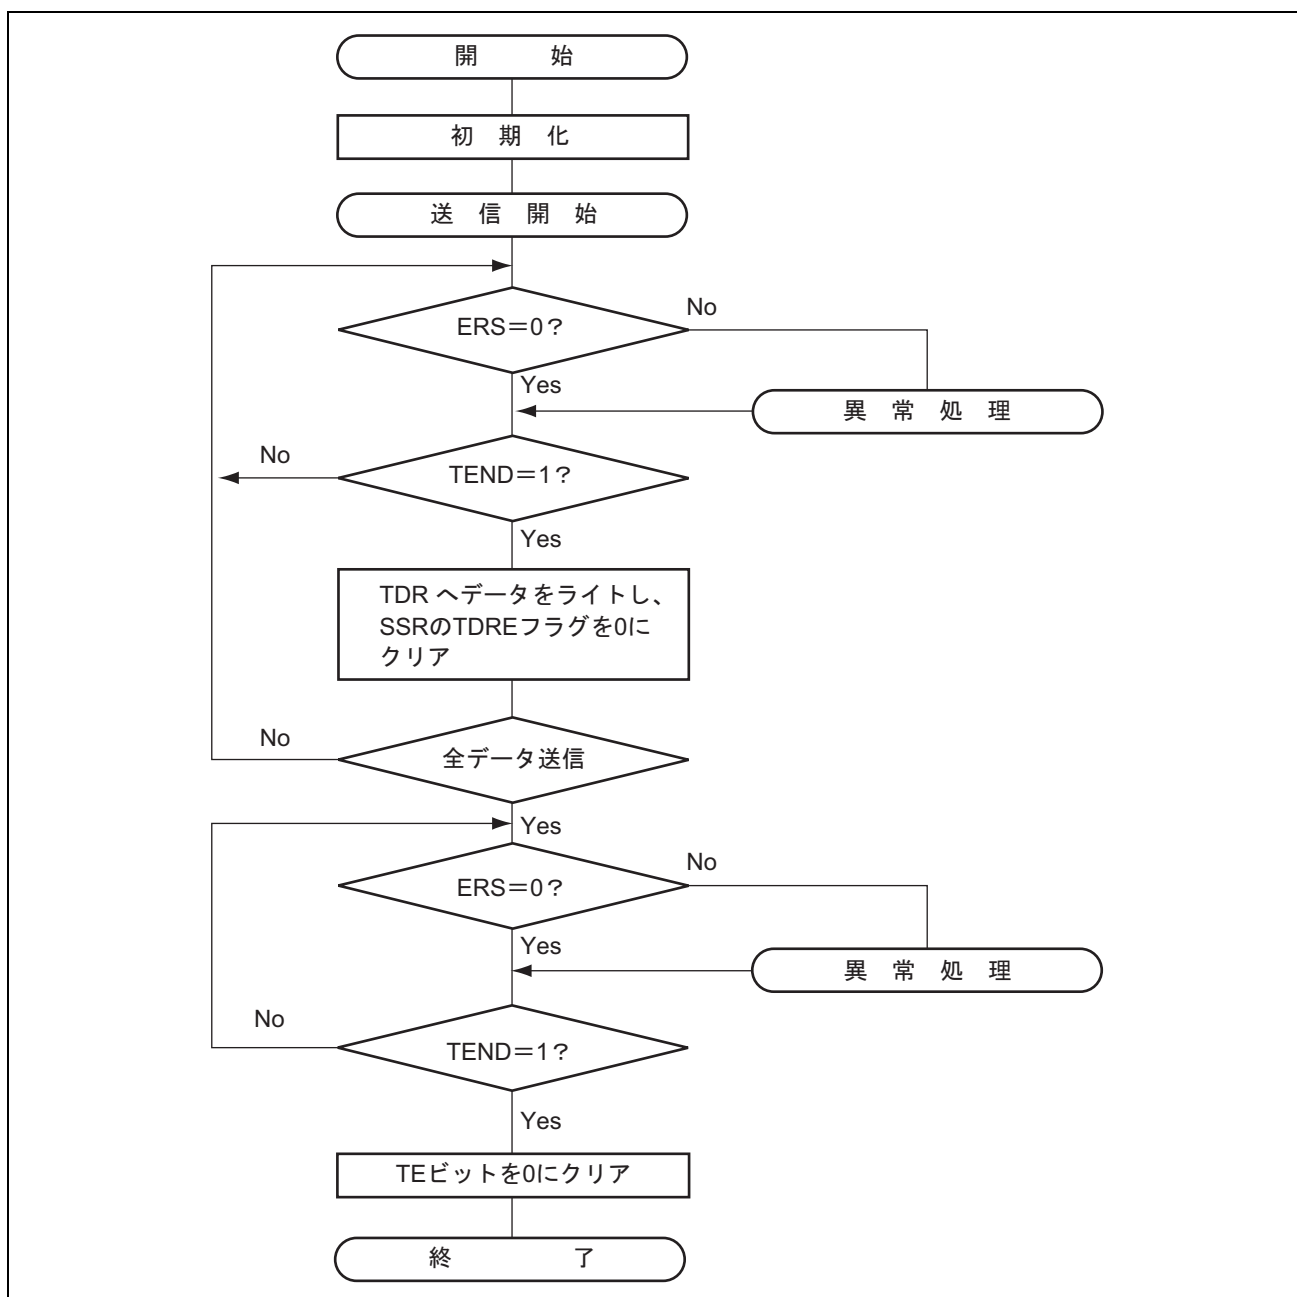 開 始
初 期 化
送 信 開 始
ERS=0?
No
Yes
異 常 処 理
No
TEND=1?
Yes
TDR へデータをライトし、
SSRのTDREフラグを0に
クリア
No
全データ送信
Yes
ERS=0?
No
Yes
異 常 処 理
No
TEND=1?
Yes
TEビットを0にクリア
終 了